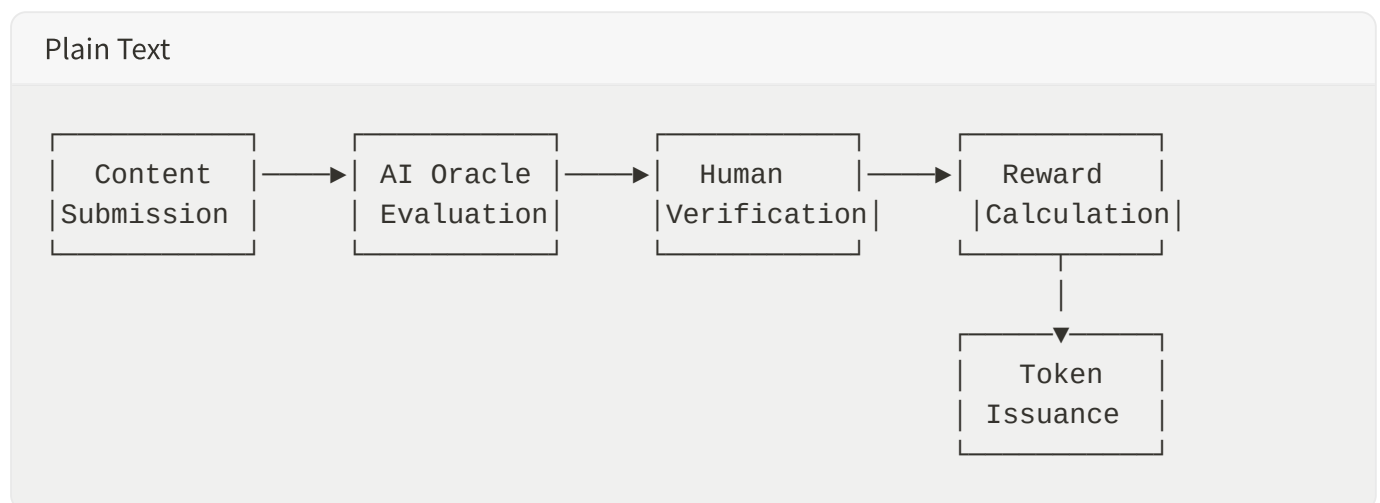 Plain Text
Content AI Oracle Human Reward
Submission Evaluation Verification Calculation
Token
Issuance